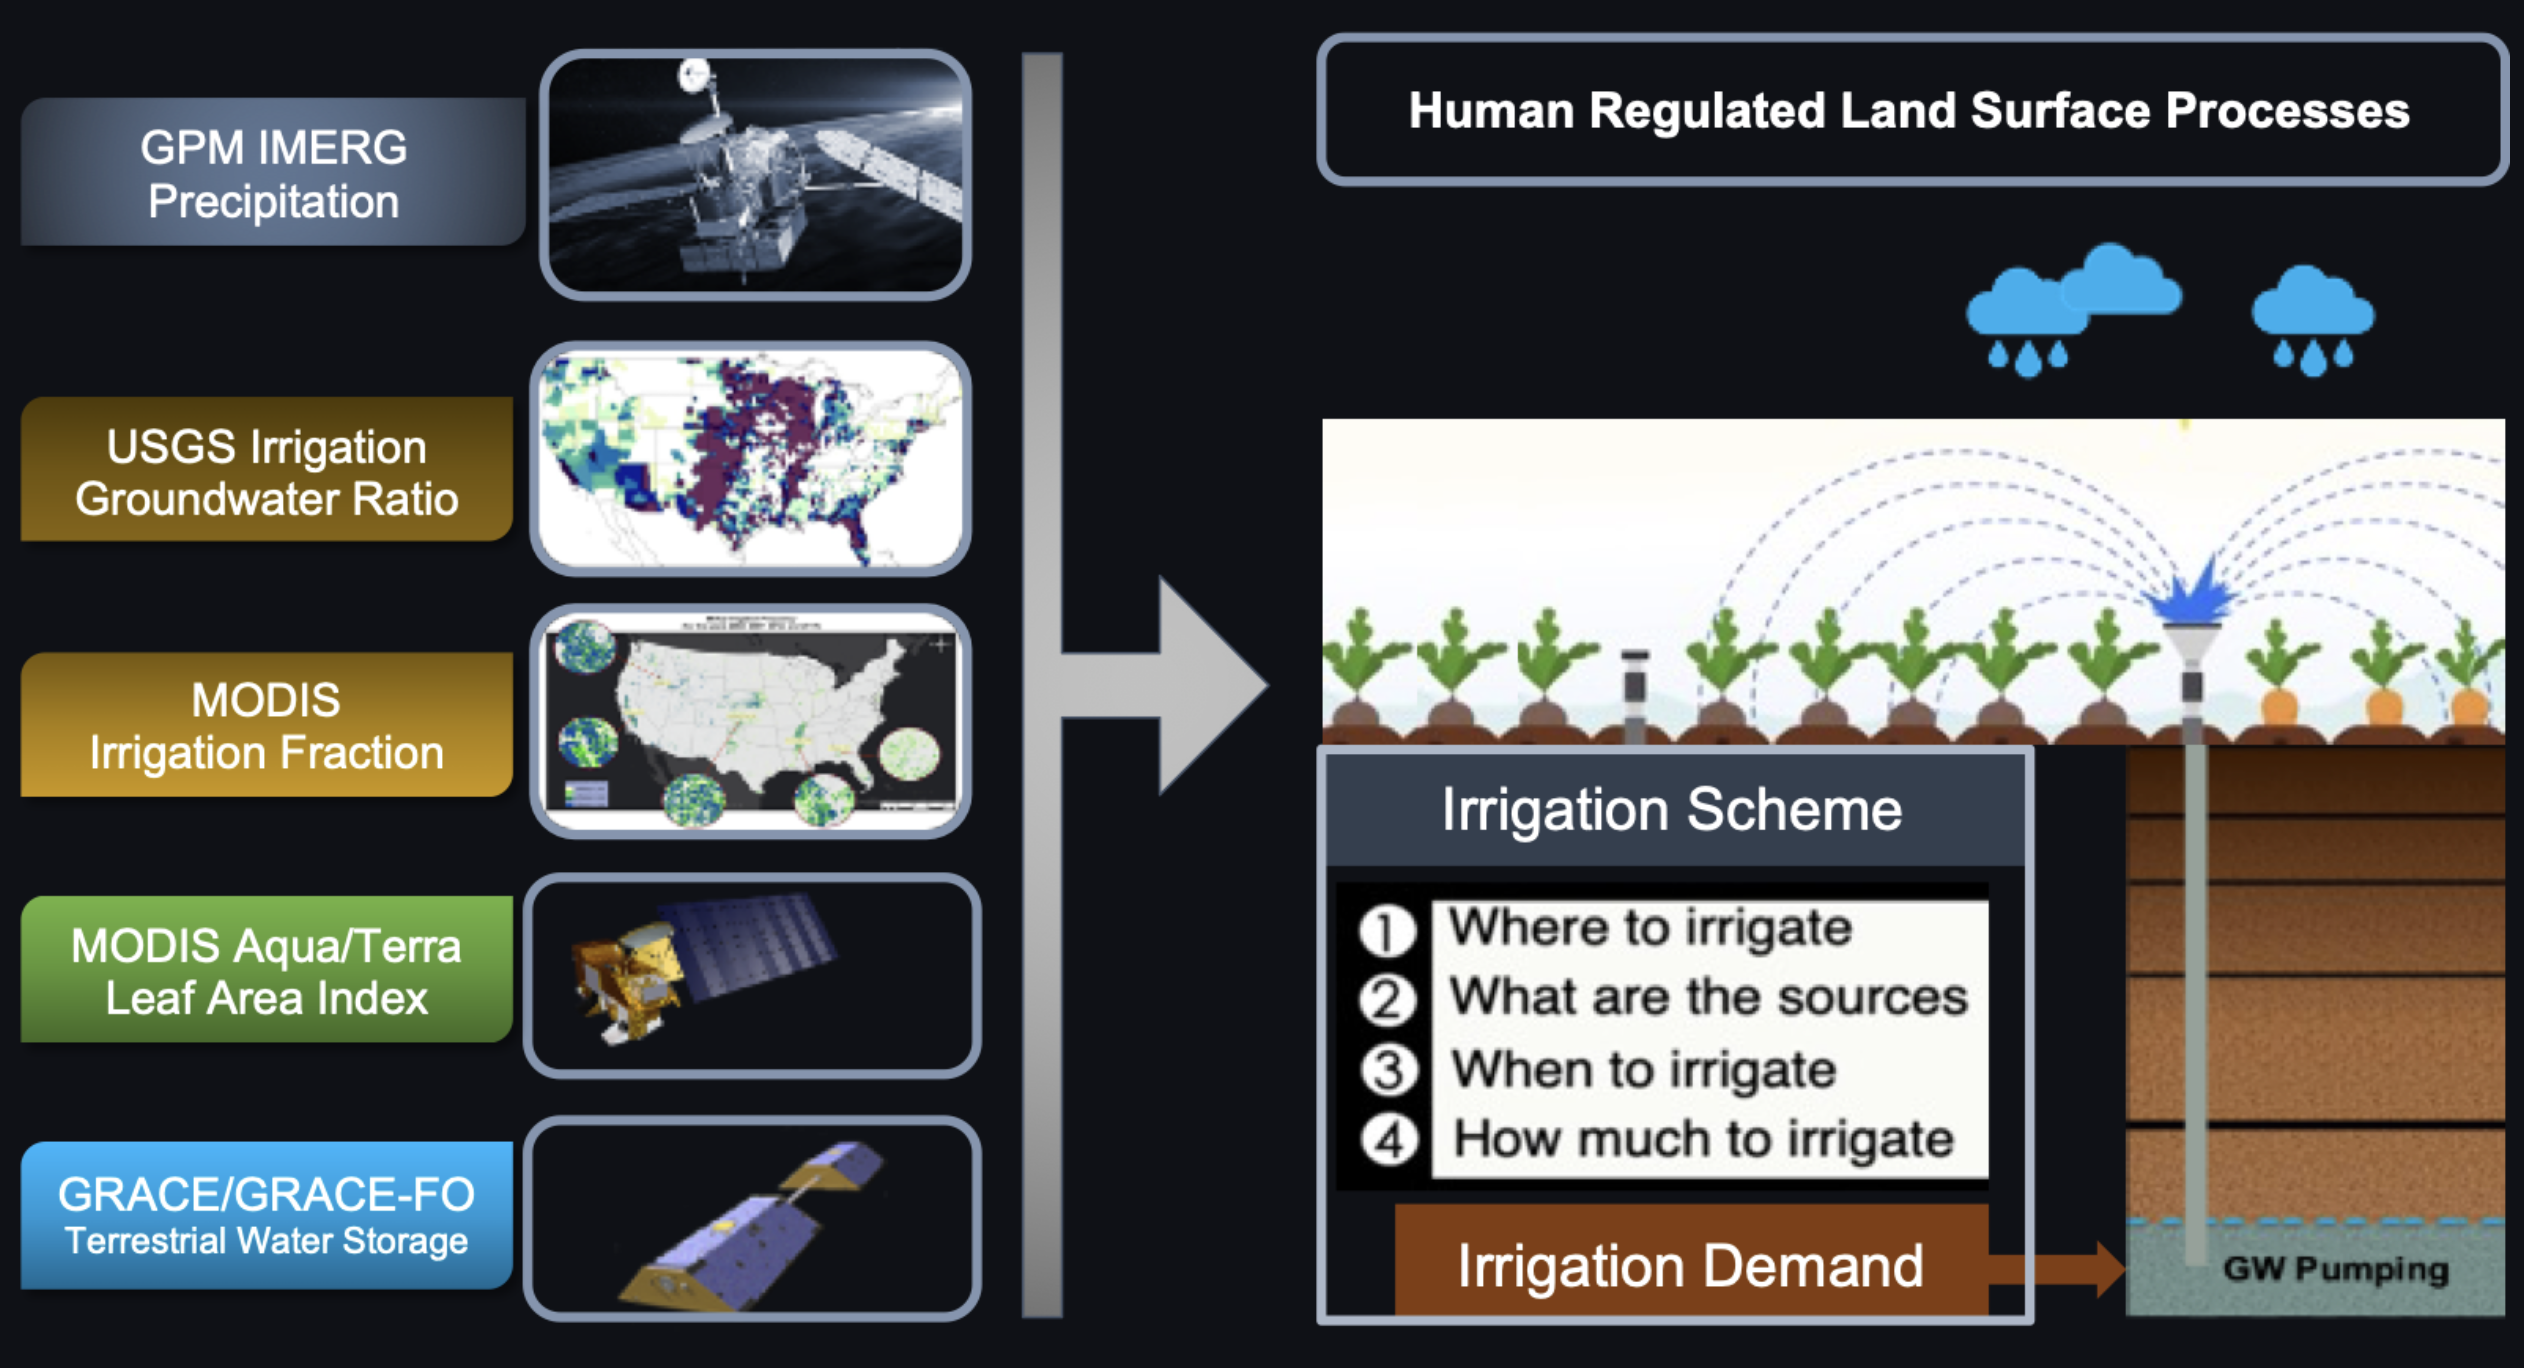 GPM IMERG
Precipitation
USGS Irrigation
Groundwater Ratio
MODIS
Irrigation Fraction
MODIS Aqua/Terra
Leaf Area Index
GRACE/GRACE-FO
Terrestrial Water Storage
Human Regulated Land Surface Processes
Irrigation Scheme
1 Where to irrigate
2 What are the sources
3 When to irrigate
4 How much to irrigate
Irrigation Demand
GW Pumping